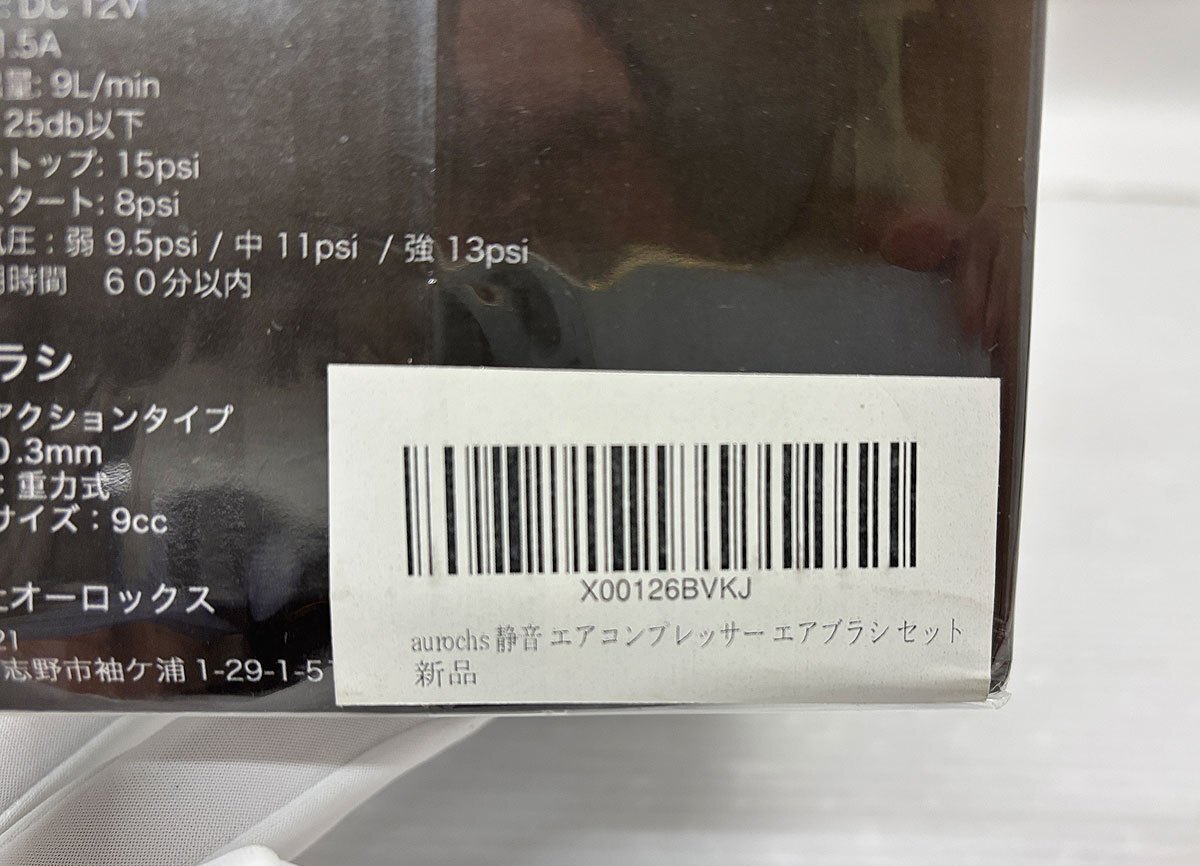 : DC 12V
1.5A
量: 9L/min
25db以下
ストップ: 15psi
スタート: 8psi
圧：弱 9.5psi / 中 11psi / 強 13psi
時間 60分以内
ラシ
アクションタイプ
0.3mm
: 重力式
サイズ：9cc
オーロックス
21
志野市袖ケ浦 1-29-1-5
X00126BVKJ
aurochs 静音 エアコンプレッサー エアブラシ セット
新品